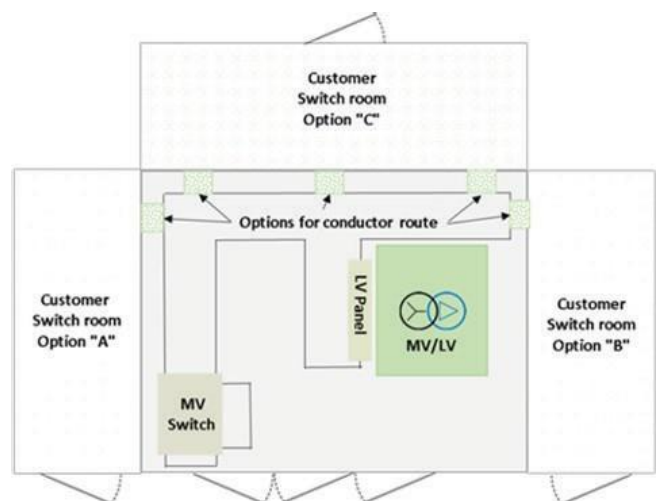 Customer
Switch room
Option "C"
Options for conductor route
Customer
Switch room
Option "A"
LV Panel
MV/LV
Customer
Switch room
Option "B"
MV
Switch